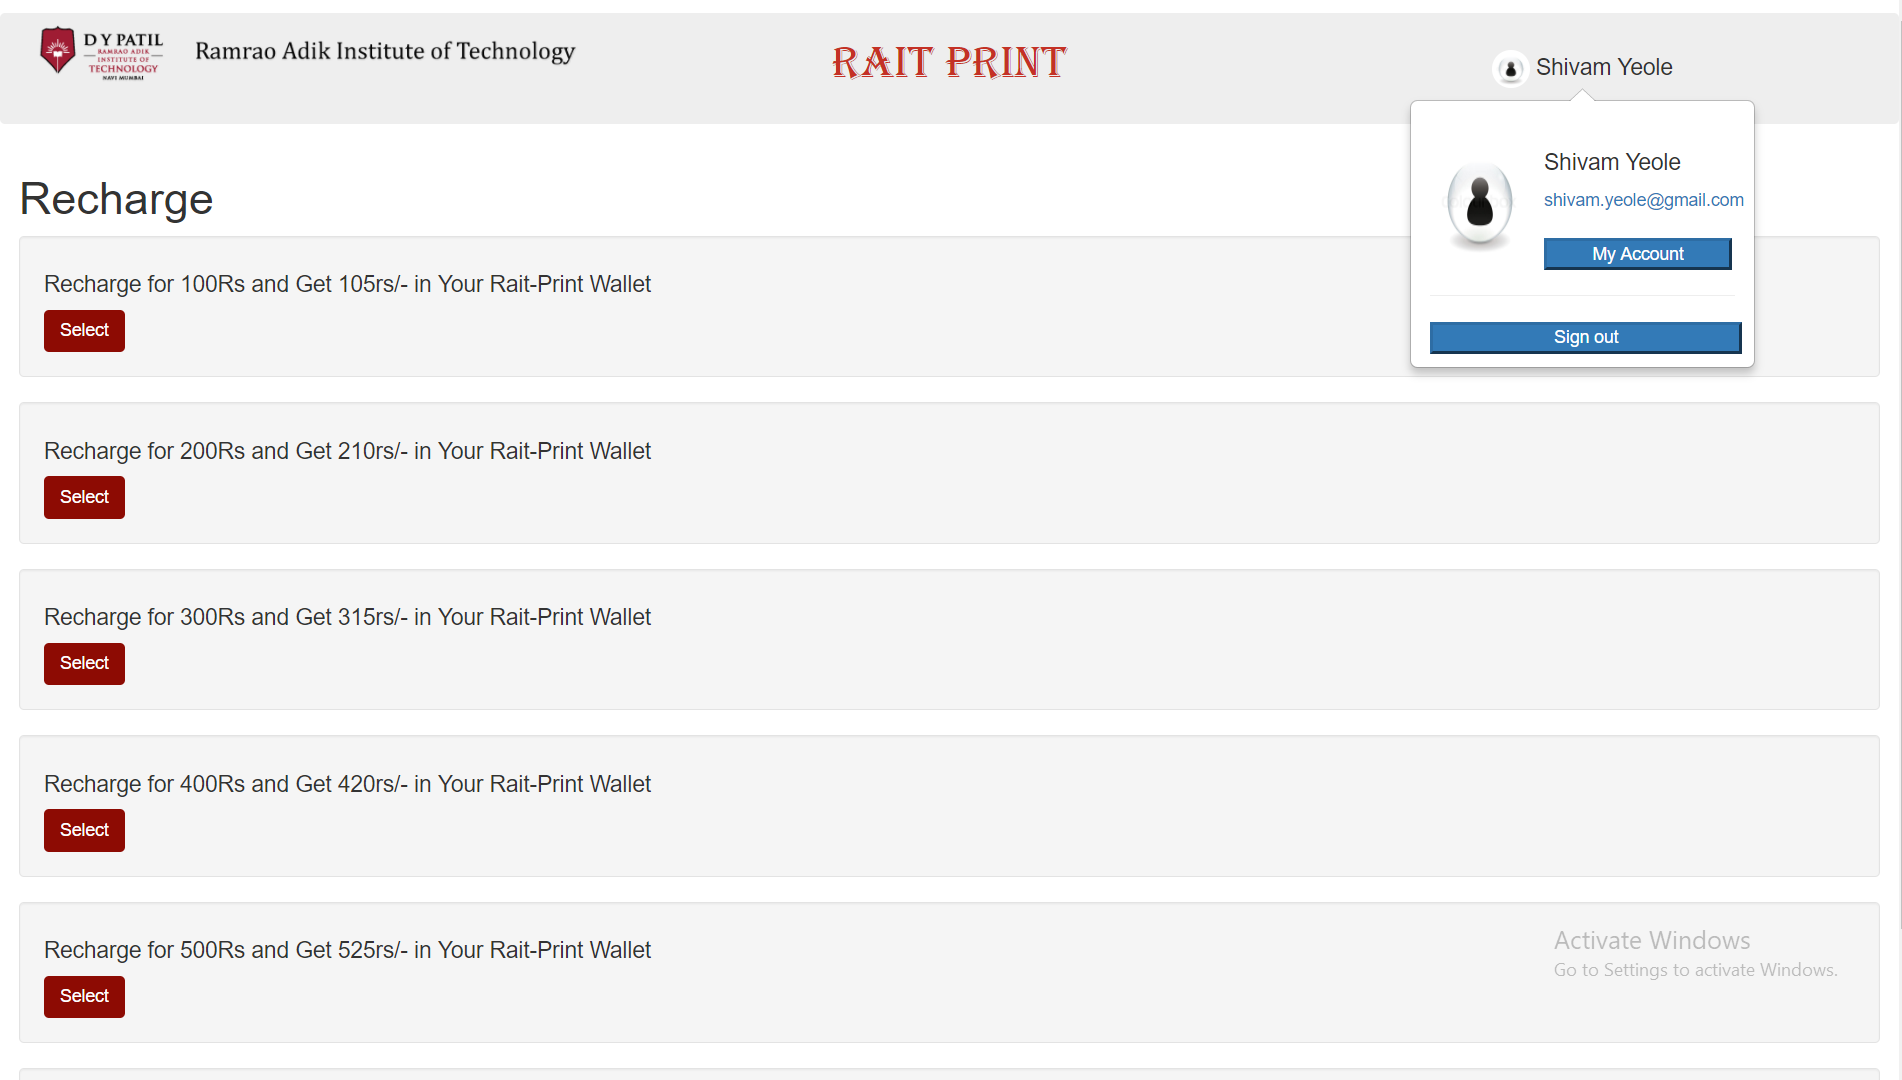 D Y PATIL
RAMRAO ADIK
INSTITUTE OF
TECHNOLOGY
NAVI MUMBAI
Ramrao Adik Institute of Technology
RAIT PRINT
Shivam Yeole
Shivam Yeole
shivam.yeole@gmail.com
My Account
Sign out
Recharge
Recharge for 100Rs and Get 105rs/- in Your Rait-Print Wallet
Select
Recharge for 200Rs and Get 210rs/- in Your Rait-Print Wallet
Select
Recharge for 300Rs and Get 315rs/- in Your Rait-Print Wallet
Select
Recharge for 400Rs and Get 420rs/- in Your Rait-Print Wallet
Select
Recharge for 500Rs and Get 525rs/- in Your Rait-Print Wallet
Select
Activate Windows
Go to Settings to activate Windows.